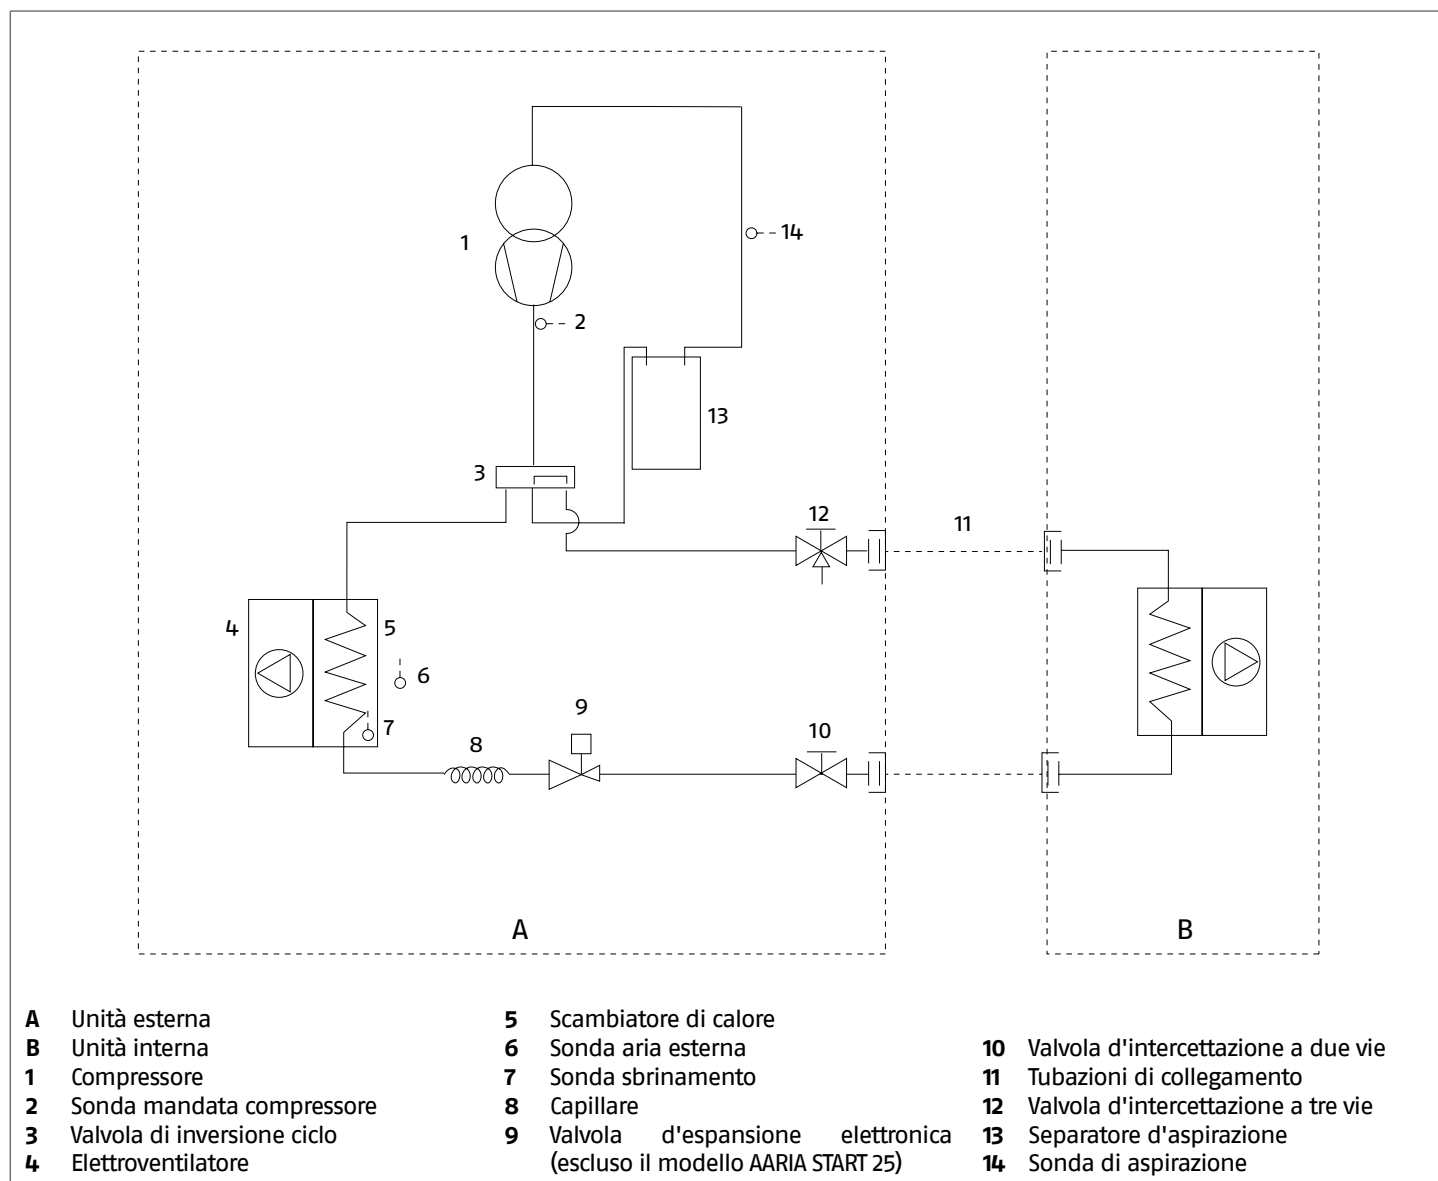 1
14
2
13
3
12
11
4
5
6
7
9
8
10
A
B
A Unità esterna
B Unità interna
1 Compressore
2 Sonda mandata compressore
3 Valvola di inversione ciclo
4 Elettroventilatore
5 Scambiatore di calore
6 Sonda aria esterna
7 Sonda sbrinamento
8 Capillare
9 Valvola d'espansione elettronica
(escluso il modello AARIA START 25)
10 Valvola d'intercettazione a due vie
11 Tubazioni di collegamento
12 Valvola d'intercettazione a tre vie
13 Separatore d'aspirazione
14 Sonda di aspirazione